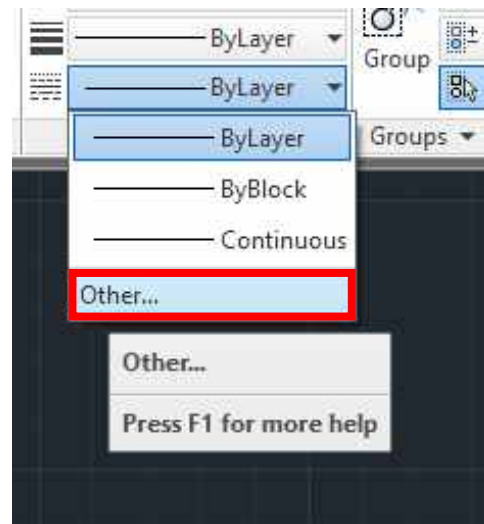 ByLayer
Group
ByLayer
ByLayer
Groups
ByBlock
Continuous
Other...
Other...
Press F1 for more help